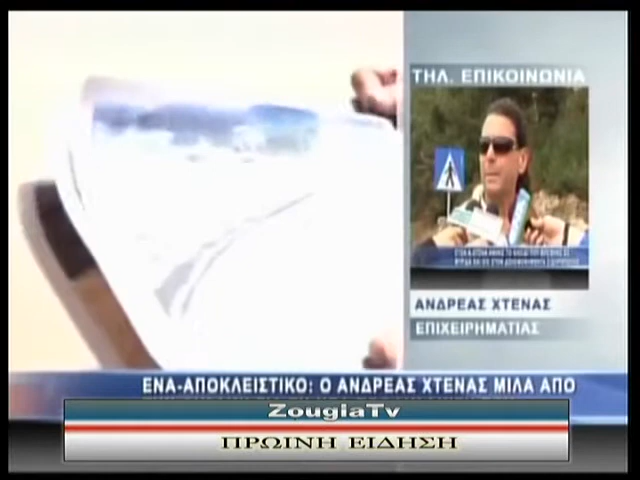 ΤΗΛ. ΕΠΙΚΟΙΝΩΝΙΑ
ΑΝΔΡΕΑΣ ΧΤΕΝΑΣ
ΕΠΙΧΕΙΡΗΜΑΤΙΑΣ
ΕΝΑ-ΑΠΟΚΛΕΙΣΤΙΚΟ: Ο ΑΝΔΡΕΑΣ ΧΤΕΝΑΣ ΜΙΛΑ ΑΠΟ
ZougiaTv
ΠΡΩΙΝΗ ΕΙΔΗΣΗ